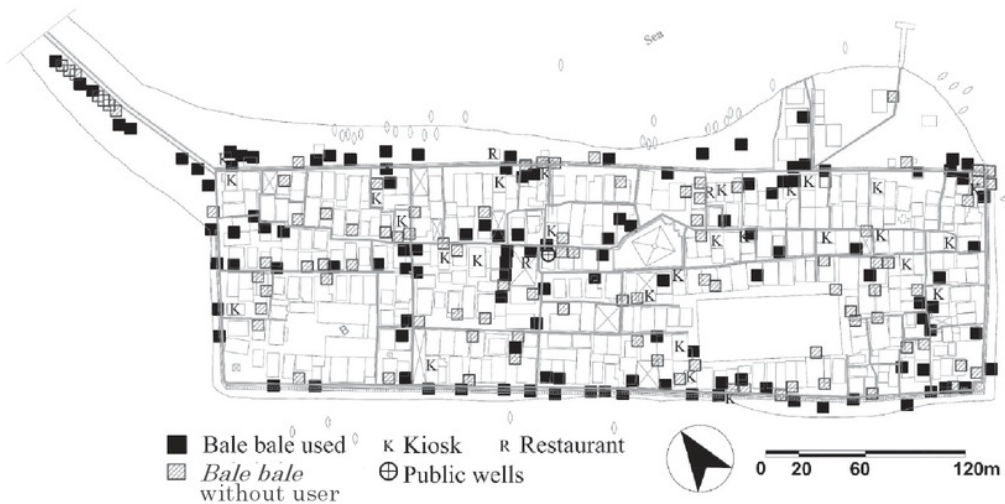 Sea
K R K
K K K R K K K K
K
K K K K K K
K K R K K K
K K K
K
K K K
K
Bale bale used K Kiosk R Restaurant
Bale bale Public wells
without user
0 20 60 120m